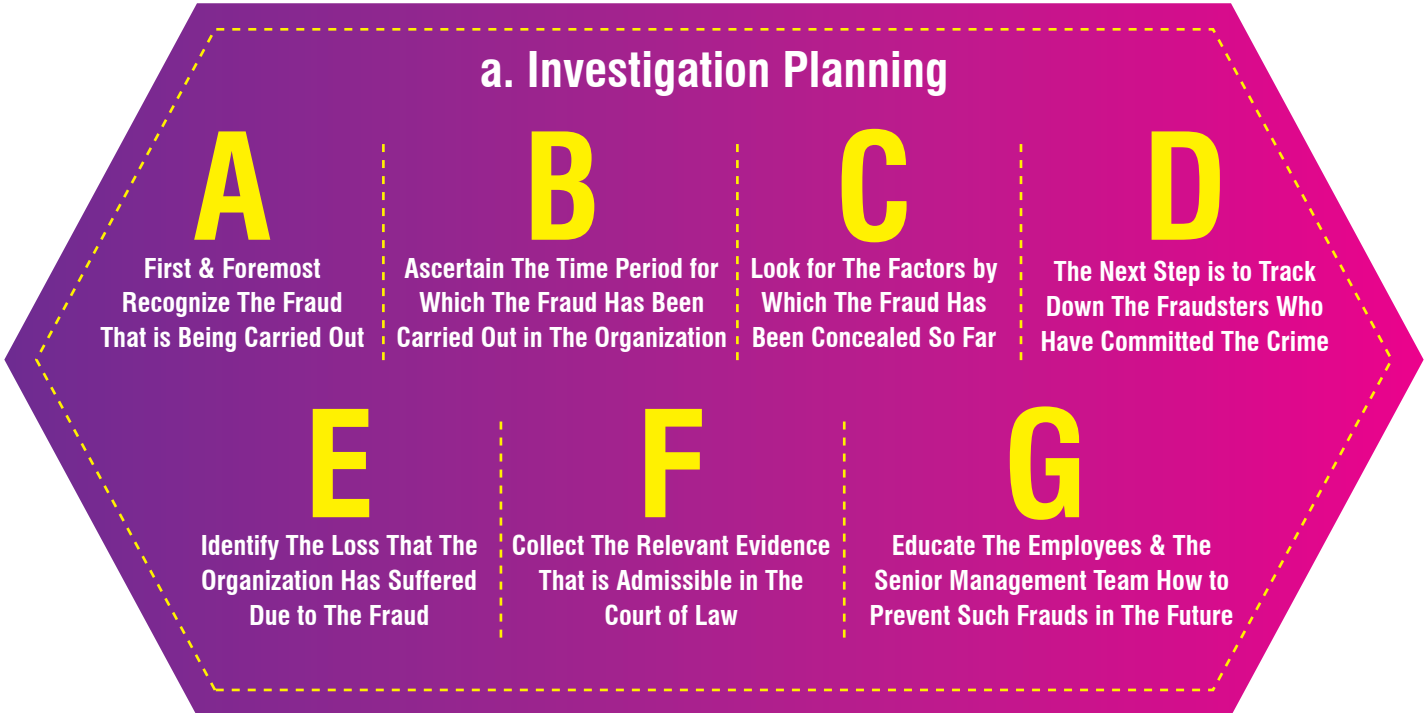 a. Investigation Planning
A
First & Foremost
Recognize The Fraud
That is Being Carried Out
B
Ascertain The Time Period for
Which The Fraud Has Been
Carried Out in The Organization
C
Look for The Factors by
Which The Fraud Has
Been Concealed So Far
D
The Next Step is to Track
Down The Fraudsters Who
Have Committed The Crime
E
Identify The Loss That The
Organization Has Suffered
Due to The Fraud
F
Collect The Relevant Evidence
That is Admissible in The
Court of Law
G
Educate The Employees & The
Senior Management Team How to
Prevent Such Frauds in The Future